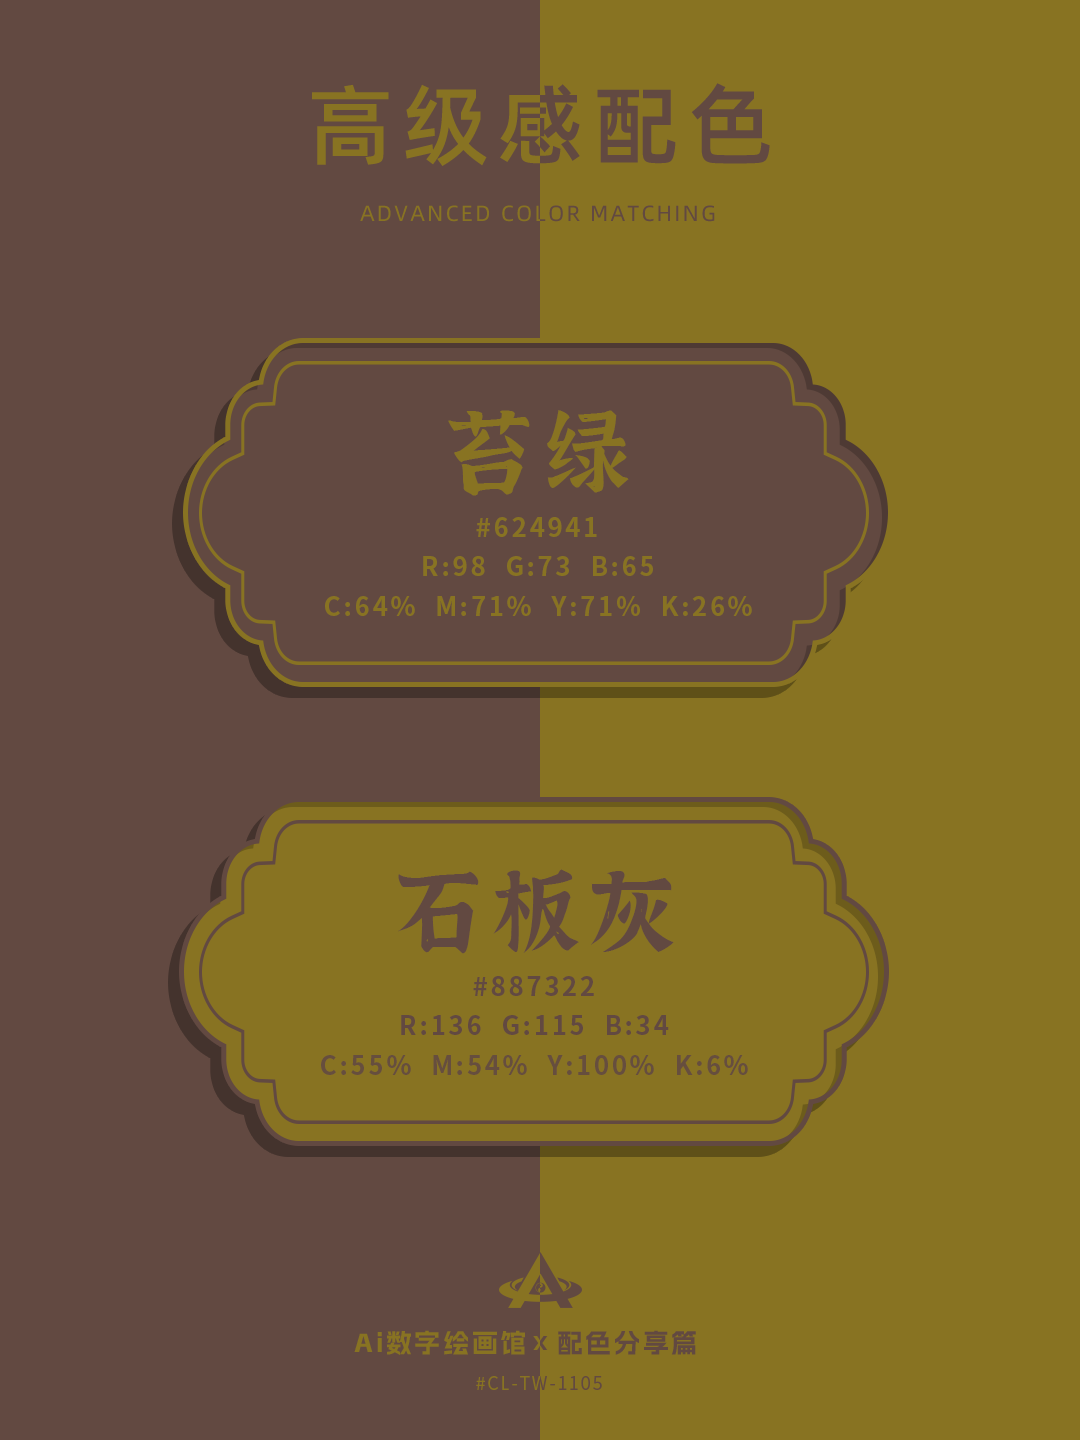 高级感配色
ADVANCED COLOR MATCHING
苔绿
#624941
R:98 G:73 B:65
C:64% M:71% Y:71% K:26%
石板灰
#887322
R:136 G:115 B:34
C:55% M:54% Y:100% K:6%
Ai数字绘画馆 x 配色分享篇
#CL-TW-1105